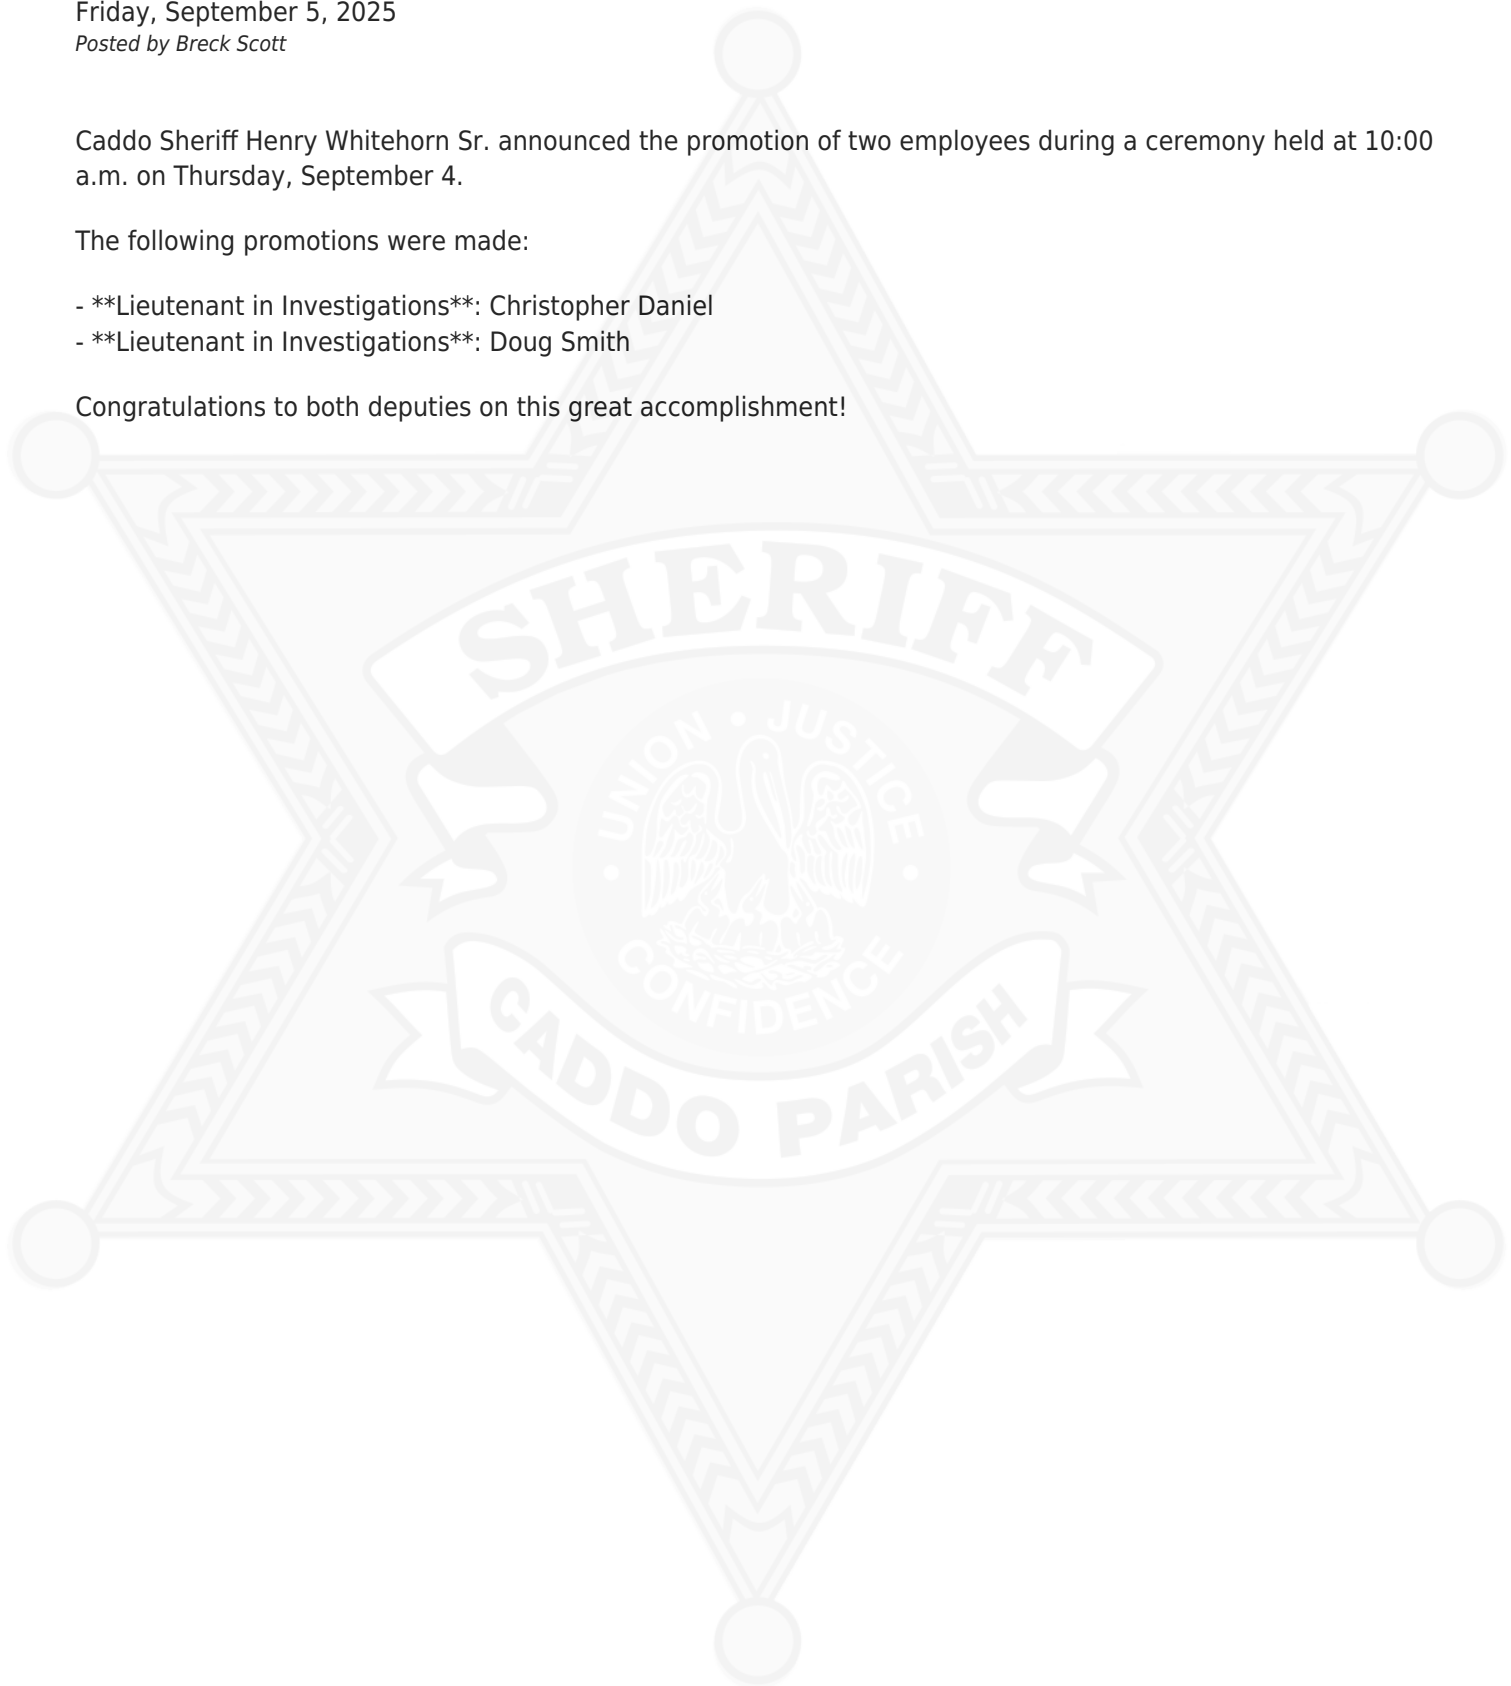 Friday, September 5, 2025
Posted by Breck Scott
Caddo Sheriff Henry Whitehorn Sr. announced the promotion of two employees during a ceremony held at 10:00
a.m. on Thursday, September 4.
The following promotions were made:
- **Lieutenant in Investigations**: Christopher Daniel
- **Lieutenant in Investigations**: Doug Smith
Congratulations to both deputies on this great accomplishment!
SHERIFF
UNION • JUSTICE
• CONFIDENCE •
CADDO PARISH